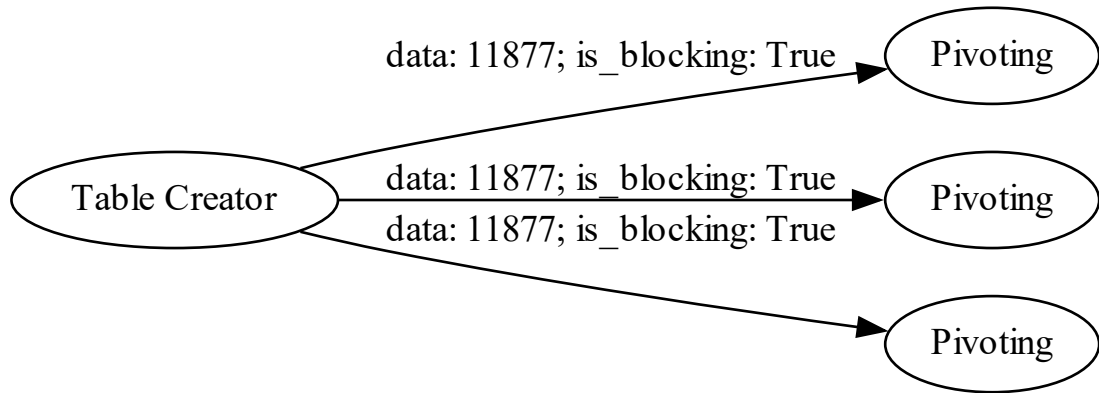 data: 11877; is_blocking: True
Pivoting
Table Creator
data: 11877; is_blocking: True
Pivoting
data: 11877; is_blocking: True
Pivoting